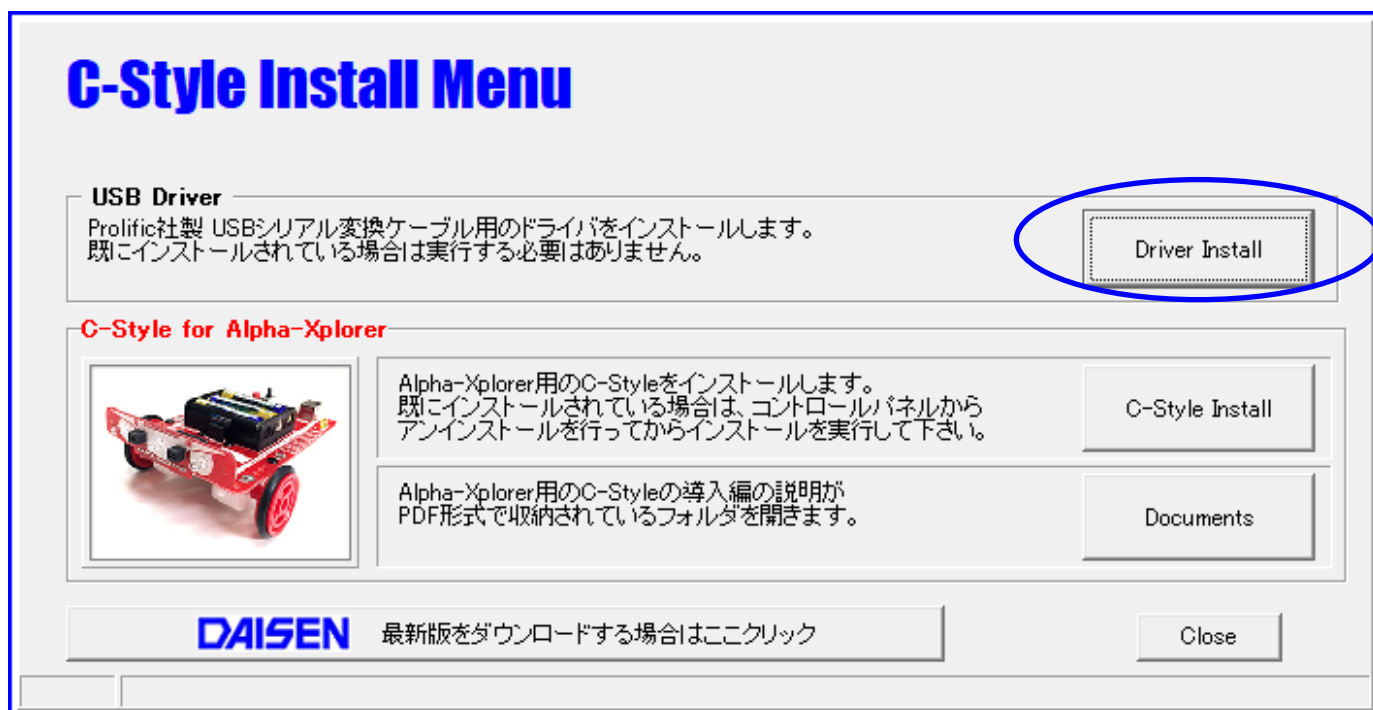 C-Style Install Menu
USB Driver
Prolific社製 USBシリアル変換ケーブル用のドライバをインストールします。
既にインストールされている場合は実行する必要はありません。
Driver Install
C-Style for Alpha-Xplorer
Alpha-Xplorer用のC-Styleをインストールします。
既にインストールされている場合は、コントロールパネルから
アンインストールを行ってからインストールを実行して下さい。
C-Style Install
Alpha-Xplorer用のC-Styleの導入編の説明が
PDF形式で収納されているフォルダを開きます。
Documents
DAISEN 最新版をダウンロードする場合はここクリック
Close